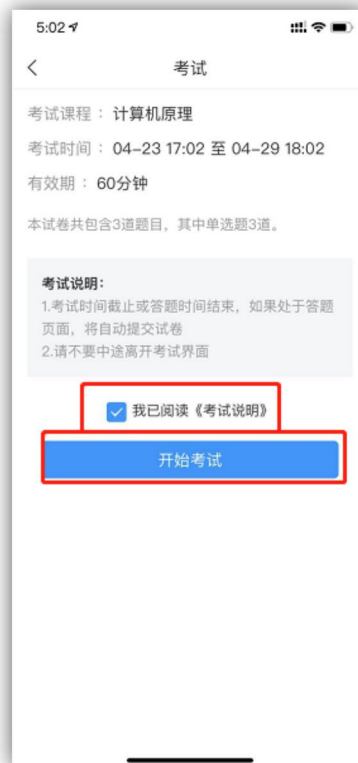 5:02
考试
考试课程： 计算机原理
考试时间： 04-23 17:02 至 04-29 18:02
有效期： 60分钟
本试卷共包含3道题目，其中单选题3道。
考试说明：
1.考试时间截止或答题时间结束，如果处于答题
页面，将自动提交试卷
2.请不要中途离开考试界面
我已阅读《考试说明》
开始考试